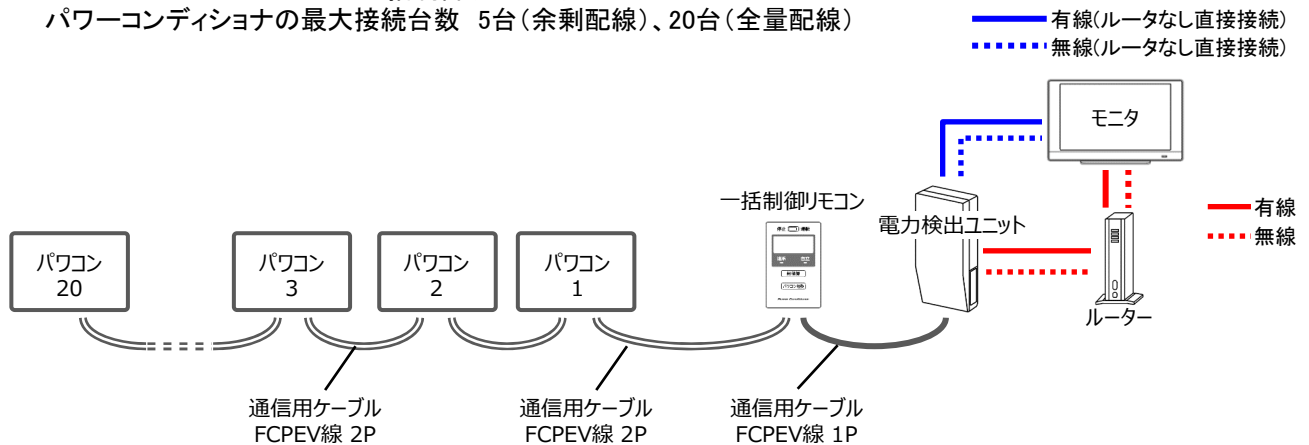 パワーコンディショナの最大接続台数 5台(余剰配線)、20台(全量配線)
有線(ルータなし直接接続)
無線(ルータなし直接接続)
モニタ
一括制御リモコン
電力検出ユニット
有線
無線
パワコン
20
パワコン
3
パワコン
2
パワコン
1
ルーター
通信用ケーブル
FCPEV線 2P
通信用ケーブル
FCPEV線 2P
通信用ケーブル
FCPEV線 1P